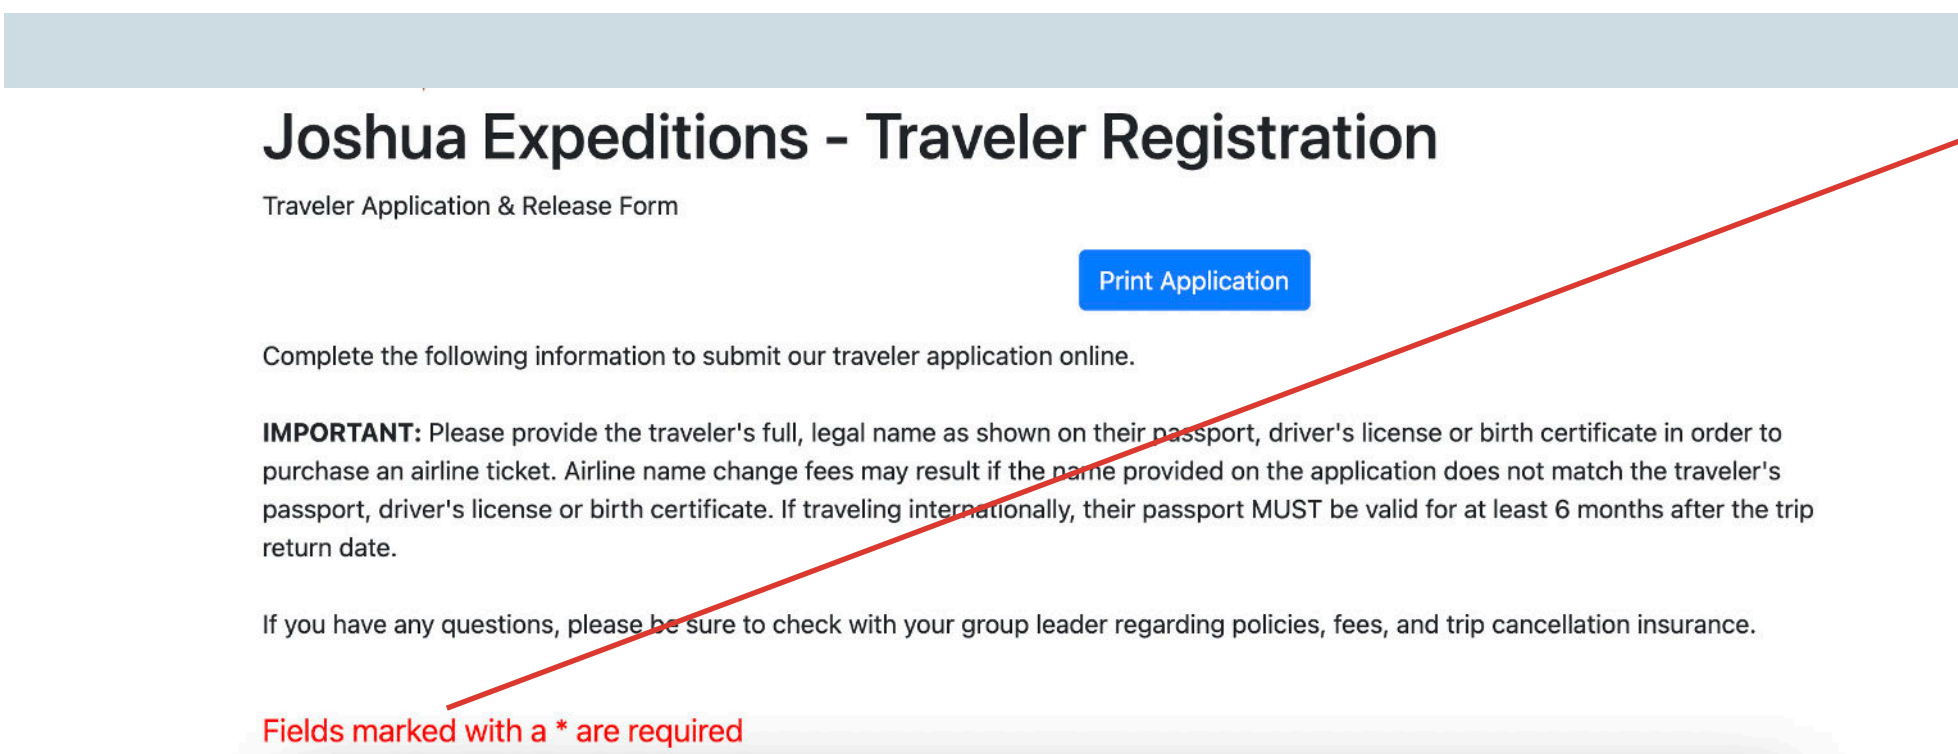 Joshua Expeditions - Traveler Registration
Traveler Application & Release Form
Print Application
Complete the following information to submit our traveler application online.
IMPORTANT: Please provide the traveler's full, legal name as shown on their passport, driver's license or birth certificate in order to
purchase an airline ticket. Airline name change fees may result if the name provided on the application does not match the traveler's
passport, driver's license or birth certificate. If traveling internationally, their passport MUST be valid for at least 6 months after the trip
return date.
If you have any questions, please be sure to check with your group leader regarding policies, fees, and trip cancellation insurance.
Fields marked with a * are required